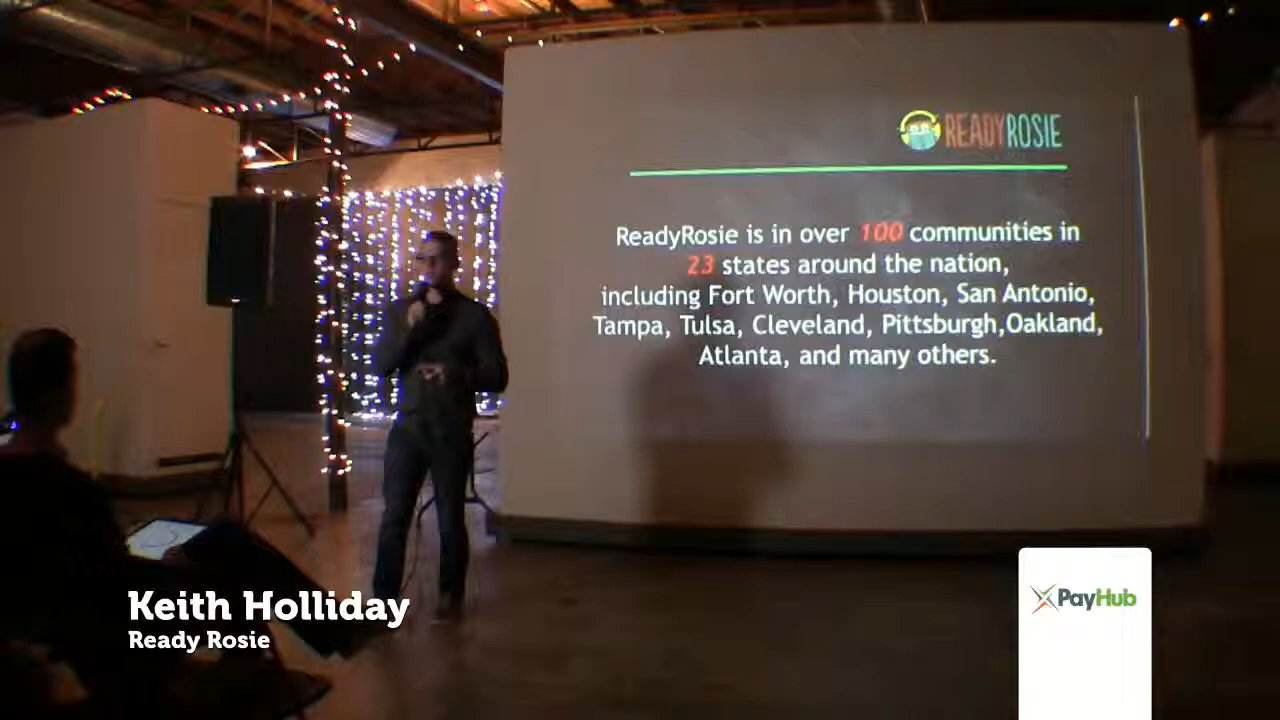 READYROSIE
ReadyRosie is in over 100 communities in
23 states around the nation,
including Fort Worth, Houston, San Antonio,
Tampa, Tulsa, Cleveland, Pittsburgh,Oakland,
Atlanta, and many others.
Keith Holliday
Ready Rosie
PayHub